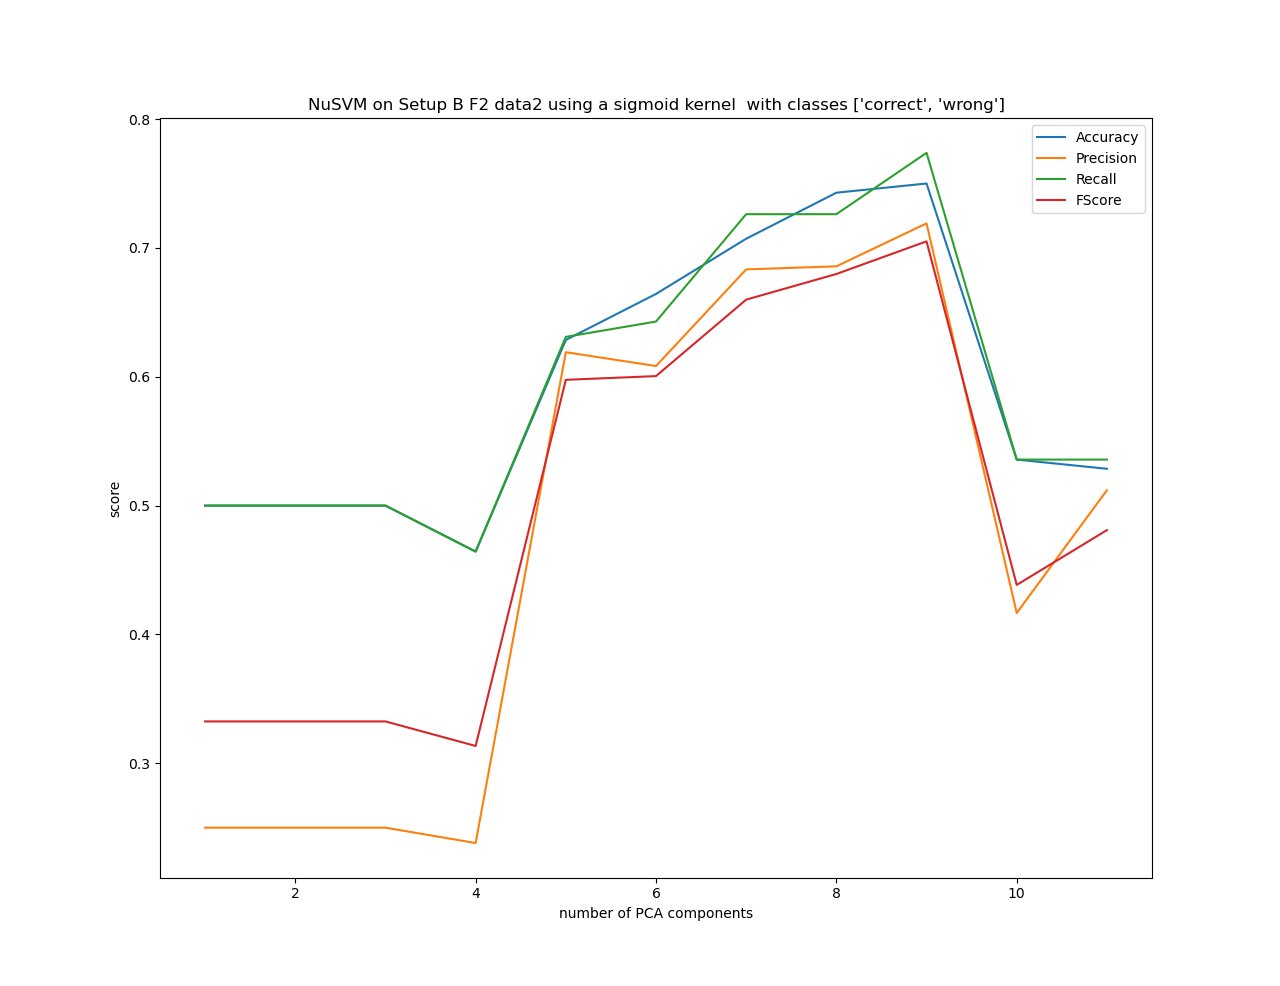 NuSVM on Setup B F2 data2 using a sigmoid kernel  with classes ['correct', 'wrong']
Accuracy
Precision
Recall
FScore
score
0.8
0.7
0.6
0.5
0.4
0.3
2 4 6 8 10
number of PCA components